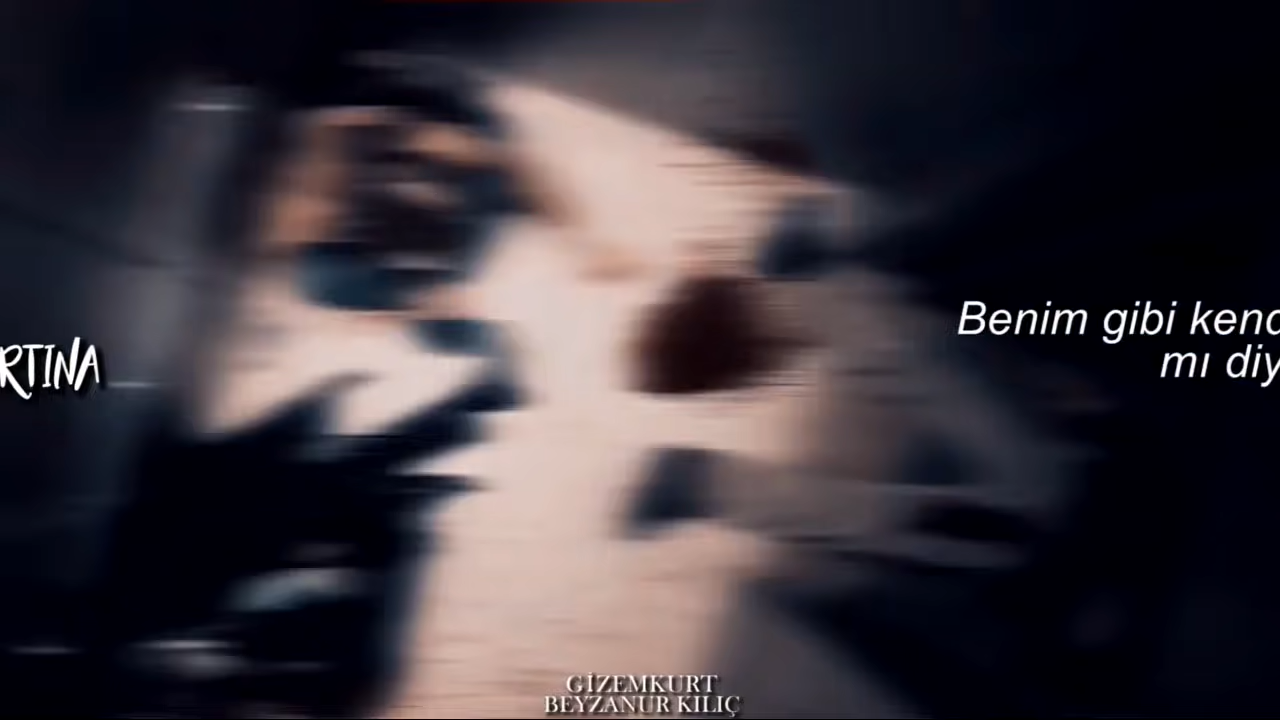 RTINA
Benim gibi kend
mı diy
GİZEMKURT
BEYZANUR KILIÇ